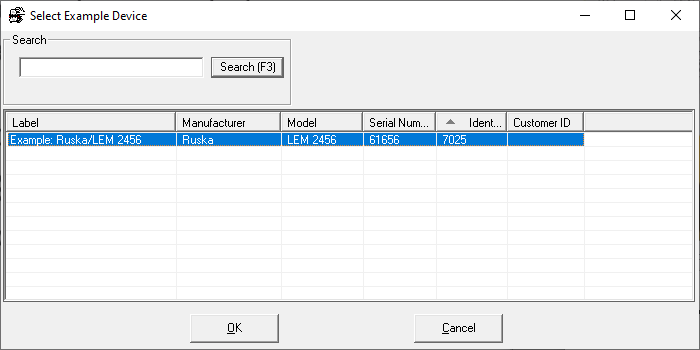 Select Example Device
Search
Search (F3)
Label Manufacturer Model Serial Num... Ident... Customer ID
Example: Ruska/LEM 2456 Ruska LEM 2456 61656 7025
OK Cancel